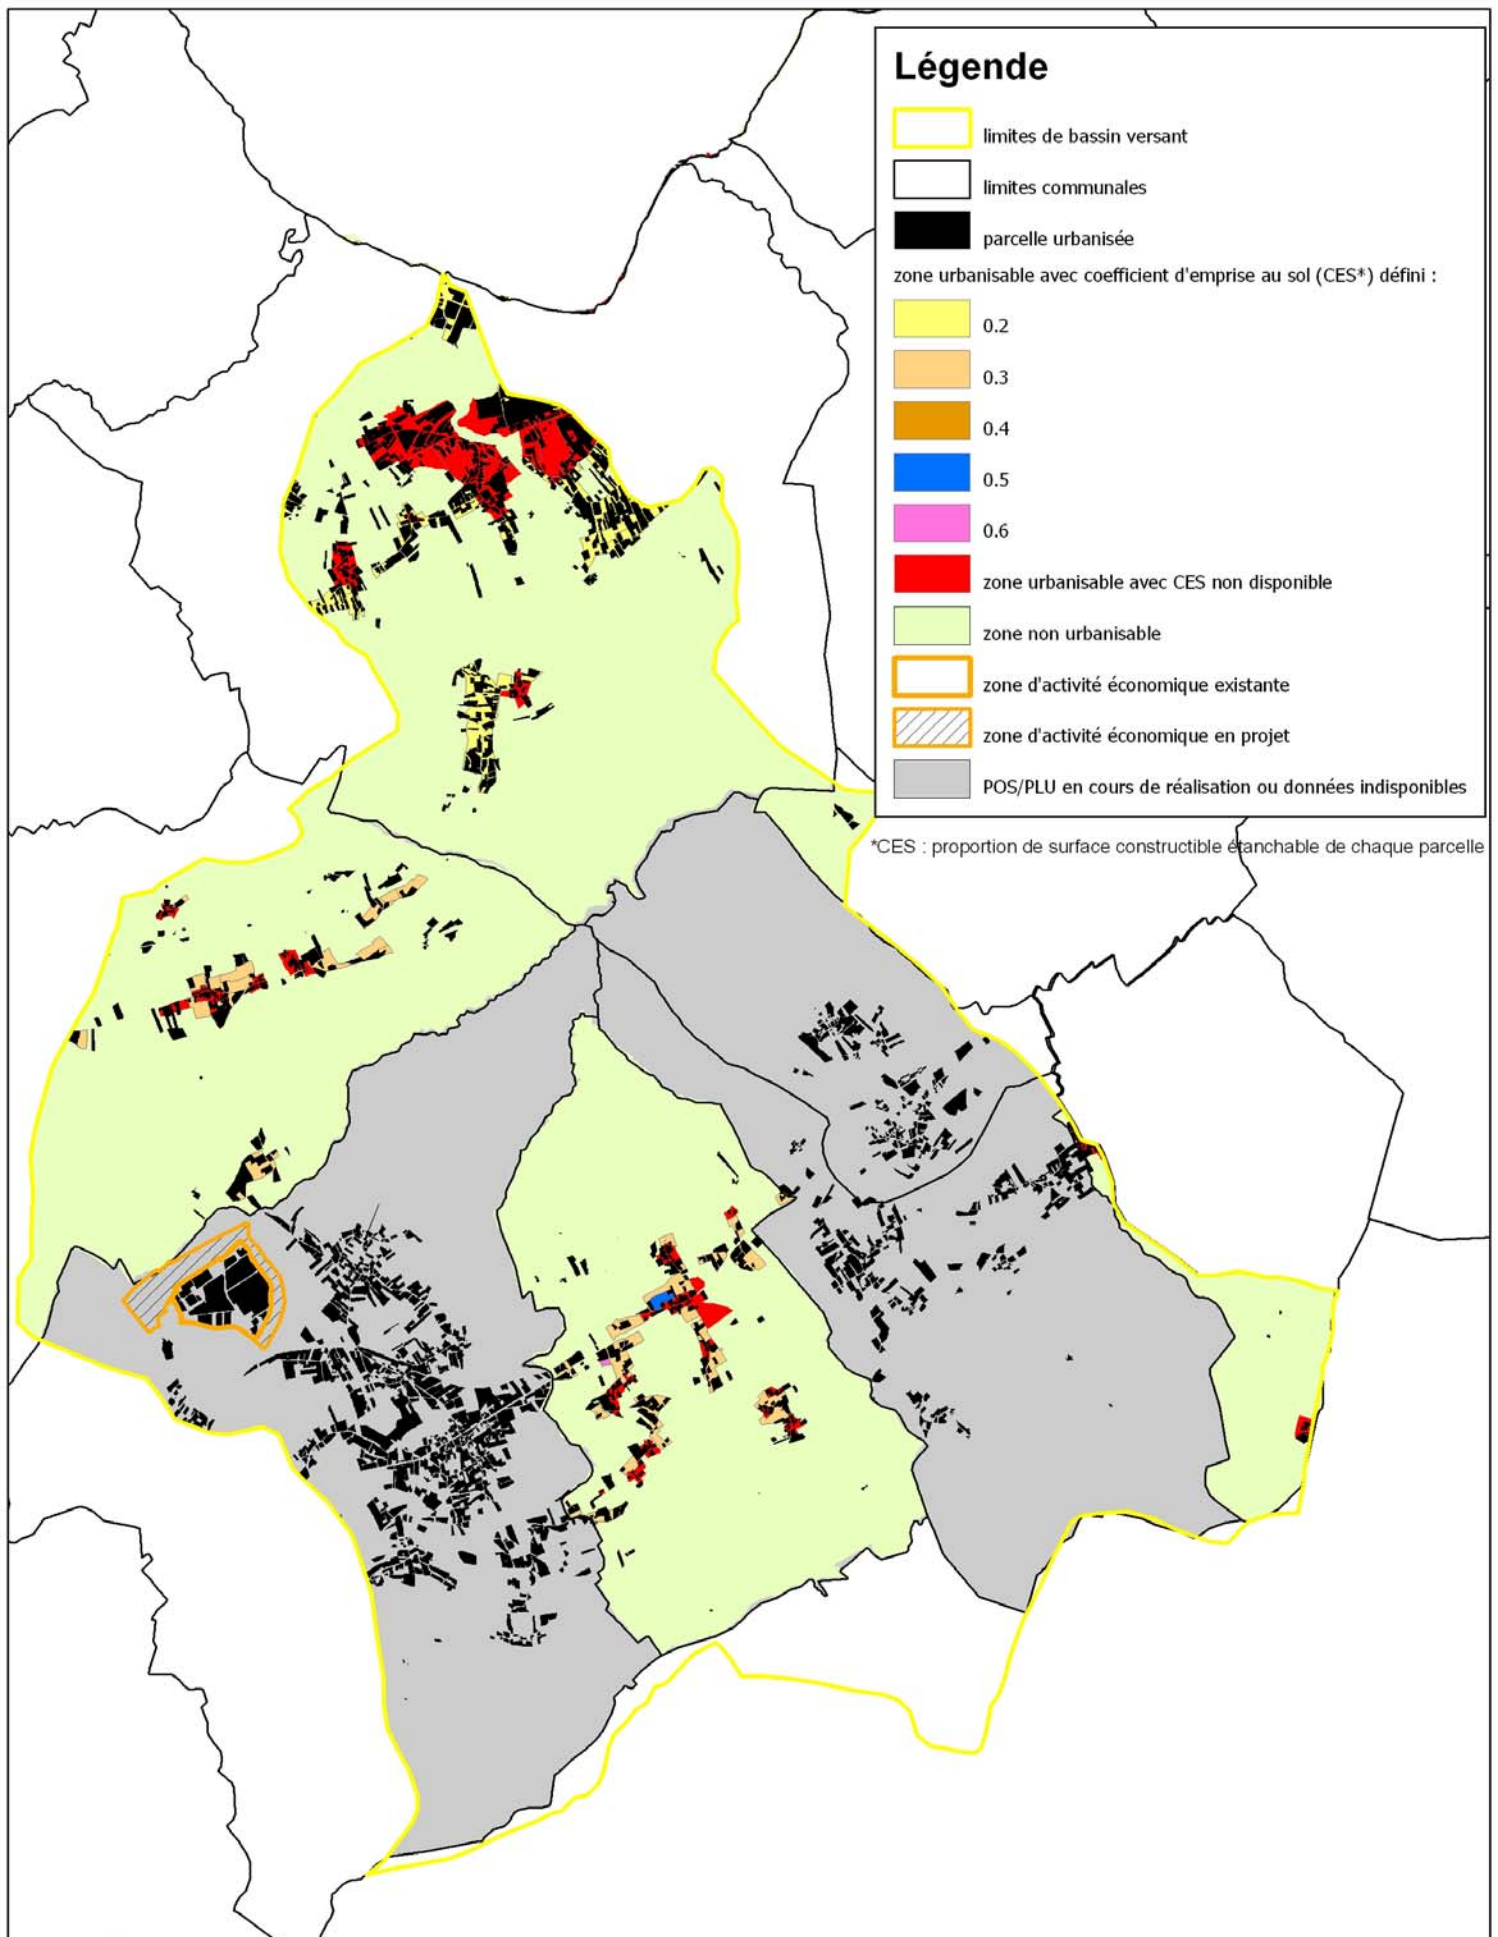 Légende
limites de bassin versant
limites communales
parcelle urbanisée
zone urbanisable avec coefficient d'emprise au sol (CES*) défini :
0.2
0.3
0.4
0.5
0.6
zone urbanisable avec CES non disponible
zone non urbanisable
zone d'activité économique existante
zone d'activité économique en projet
POS/PLU en cours de réalisation ou données indisponibles
*CES : proportion de surface constructible étanchable de chaque parcelle